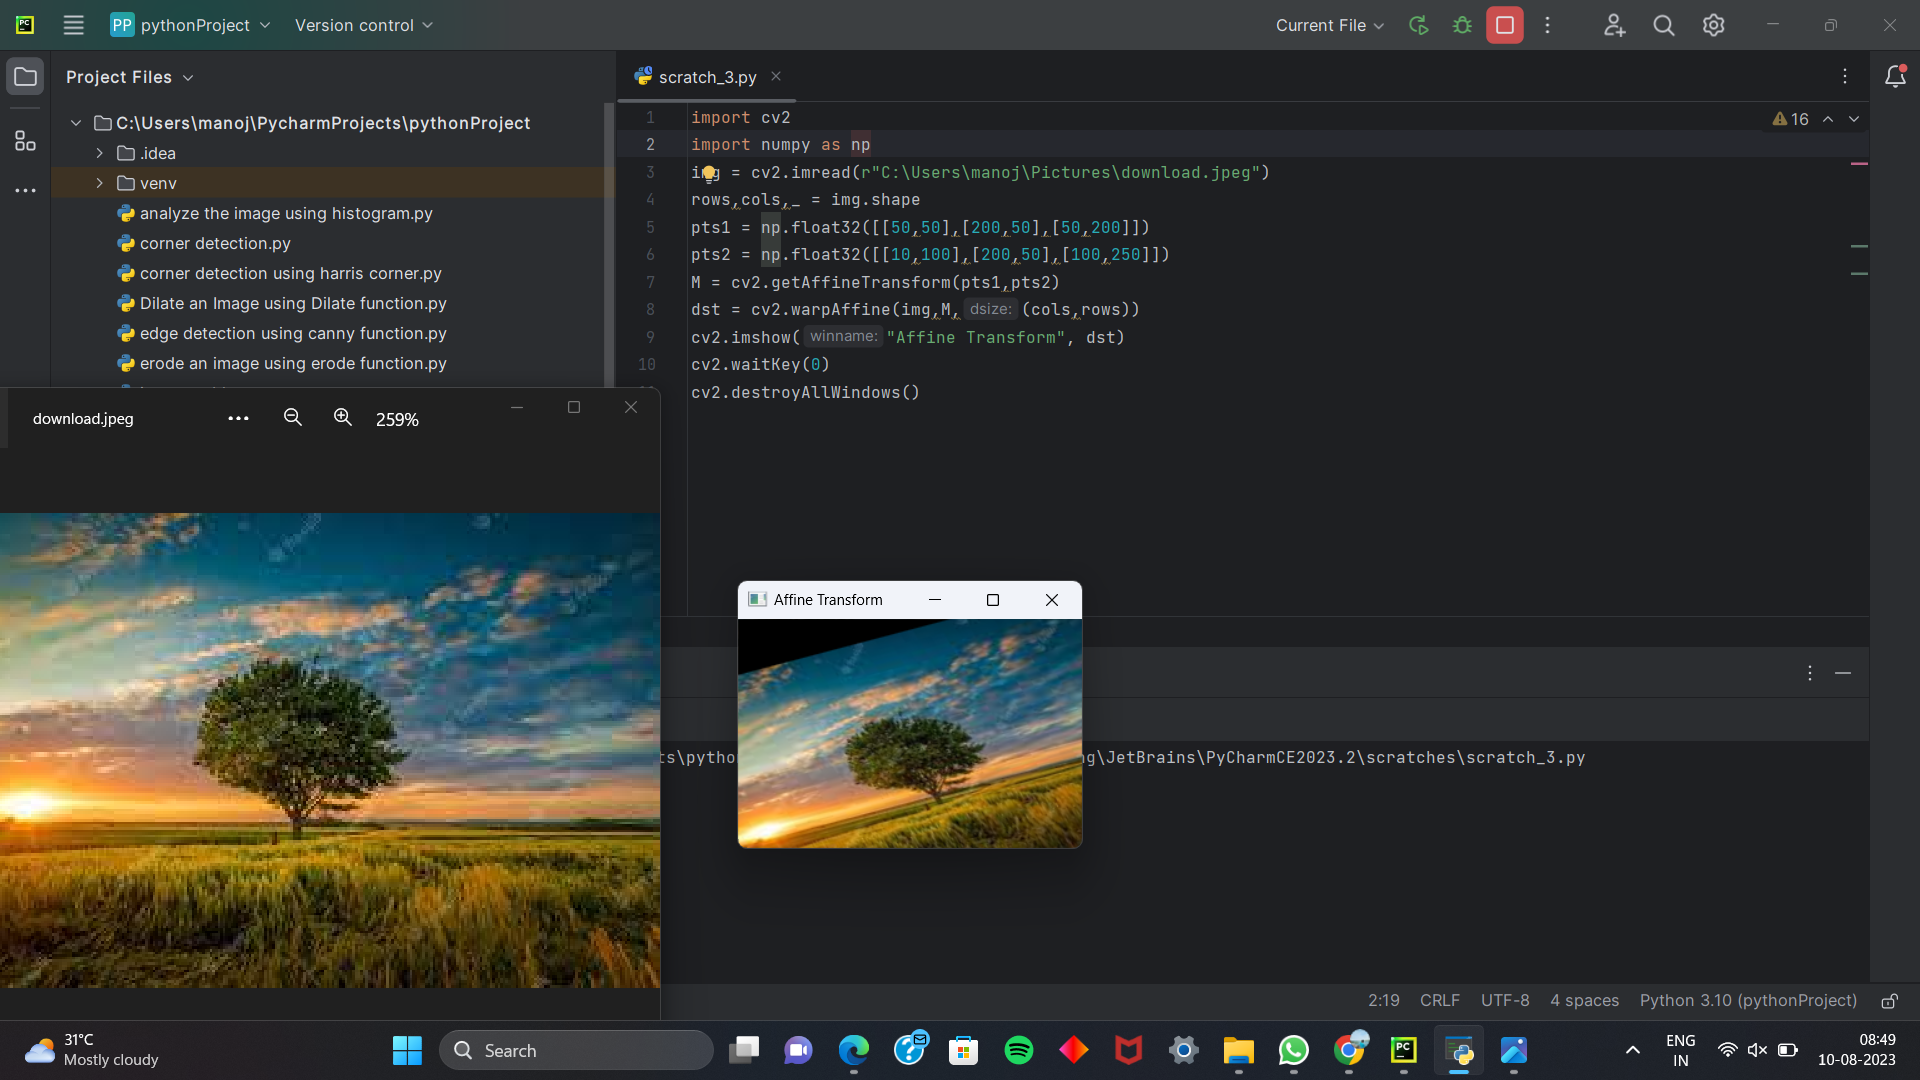 PP pythonProject Version control Current File
Project Files
scratch_3.py
C:\Users\manoj\PycharmProjects\pythonProject
.idea
venv
analyze the image using histogram.py
corner detection.py
corner detection using harris corner.py
Dilate an Image using Dilate function.py
edge detection using canny function.py
erode an image using erode function.py
16
1 import cv2
2 import numpy as np
3 img = cv2.imread(r"C:\Users\manoj\Pictures\download.jpeg")
4 rows,cols,_ = img.shape
5 pts1 = np.float32([[50,50],[200,50],[50,200]])
6 pts2 = np.float32([[10,100],[200,50],[100,250]])
7 M = cv2.getAffineTransform(pts1,pts2)
8 dst = cv2.warpAffine(img,M, dsize: (cols,rows))
9 cv2.imshow( winname: "Affine Transform", dst)
10 cv2.waitKey(0)
cv2.destroyAllWindows()
download.jpeg 259%
Affine Transform
ts\pytho
ng\JetBrains\PyCharmCE2023.2\scratches\scratch_3.py
2:19 CRLF UTF-8 4 spaces Python 3.10 (pythonProject)
31°C
Mostly cloudy
Search
ENG
IN
08:49
10-08-2023